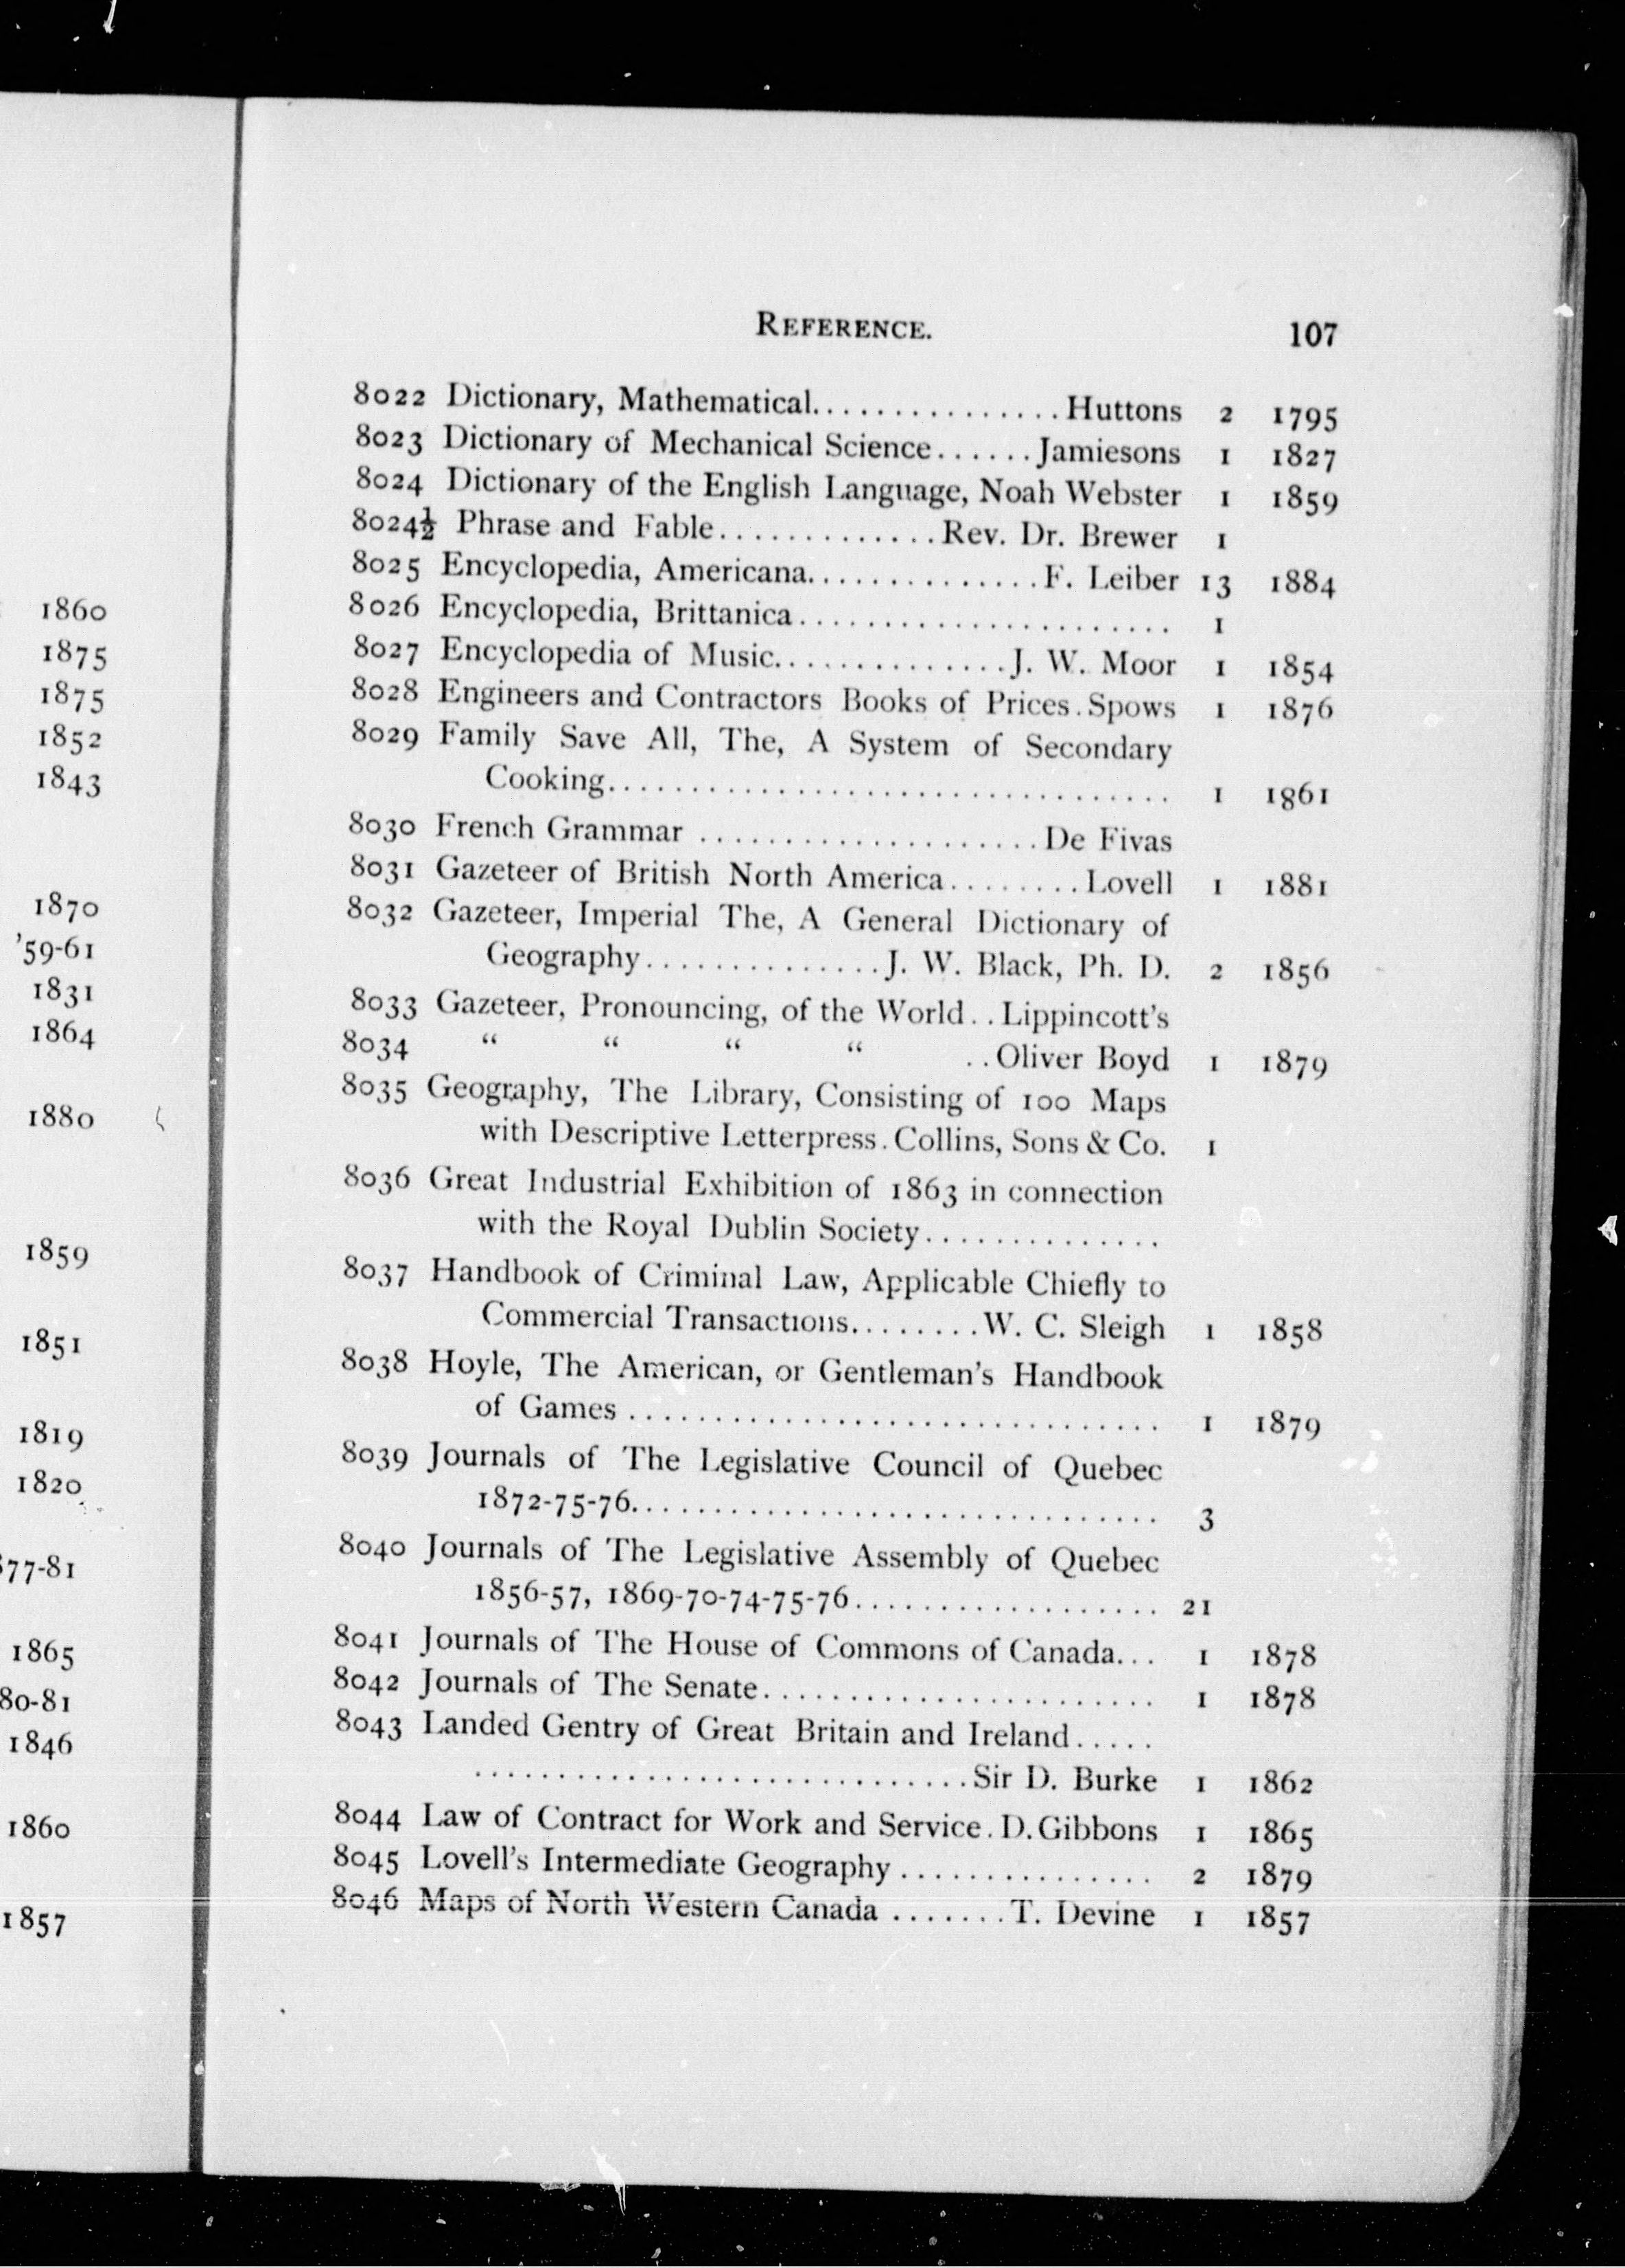 1860
1875
1875
1852
1843
1870
'59-61
1831
1864
1880
1859
1851
1819
1820
77-81
1865
80-81
1846
1860
1857
REFERENCE. 107
8022 Dictionary, Mathematical...............Huttons 2 1795
8023 Dictionary of Mechanical Science......Jamiesons 1 1827
8024 Dictionary of the English Language, Noah Webster 1 1859
8024½ Phrase and Fable.............Rev. Dr. Brewer 1
8025 Encyclopedia, Americana..............F. Leiber 13 1884
8026 Encyclopedia, Brittanica....................... 1
8027 Encyclopedia of Music..............J. W. Moor 1 1854
8028 Engineers and Contractors Books of Prices.Spows 1 1876
8029 Family Save All, The, A System of Secondary
Cooking.................................. 1 1861
8030 French Grammar .....................De Fivas
8031 Gazeteer of British North America........Lovell 1 1881
8032 Gazeteer, Imperial The, A General Dictionary of
Geography..............J. W. Black, Ph. D. 2 1856
8033 Gazeteer, Pronouncing, of the World..Lippincott's
8034 “ “ “ “ ..Oliver Boyd 1 1879
8035 Geography, The Library, Consisting of 100 Maps
with Descriptive Letterpress.Collins, Sons & Co. 1
8036 Great Industrial Exhibition of 1863 in connection
with the Royal Dublin Society..............
8037 Handbook of Criminal Law, Applicable Chiefly to
Commercial Transactions........W. C. Sleigh 1 1858
8038 Hoyle, The American, or Gentleman's Handbook
of Games ................................ 1 1879
8039 Journals of The Legislative Council of Quebec
1872-75-76................................ 3
8040 Journals of The Legislative Assembly of Quebec
1856-57, 1869-70-74-75-76................... 21
8041 Journals of The House of Commons of Canada... 1 1878
8042 Journals of The Senate........................ 1 1878
8043 Landed Gentry of Great Britain and Ireland.....
..............................Sir D. Burke 1 1862
8044 Law of Contract for Work and Service.D.Gibbons 1 1865
8045 Lovell's Intermediate Geography ............... 2 1879
8046 Maps of North Western Canada .......T. Devine 1 1857